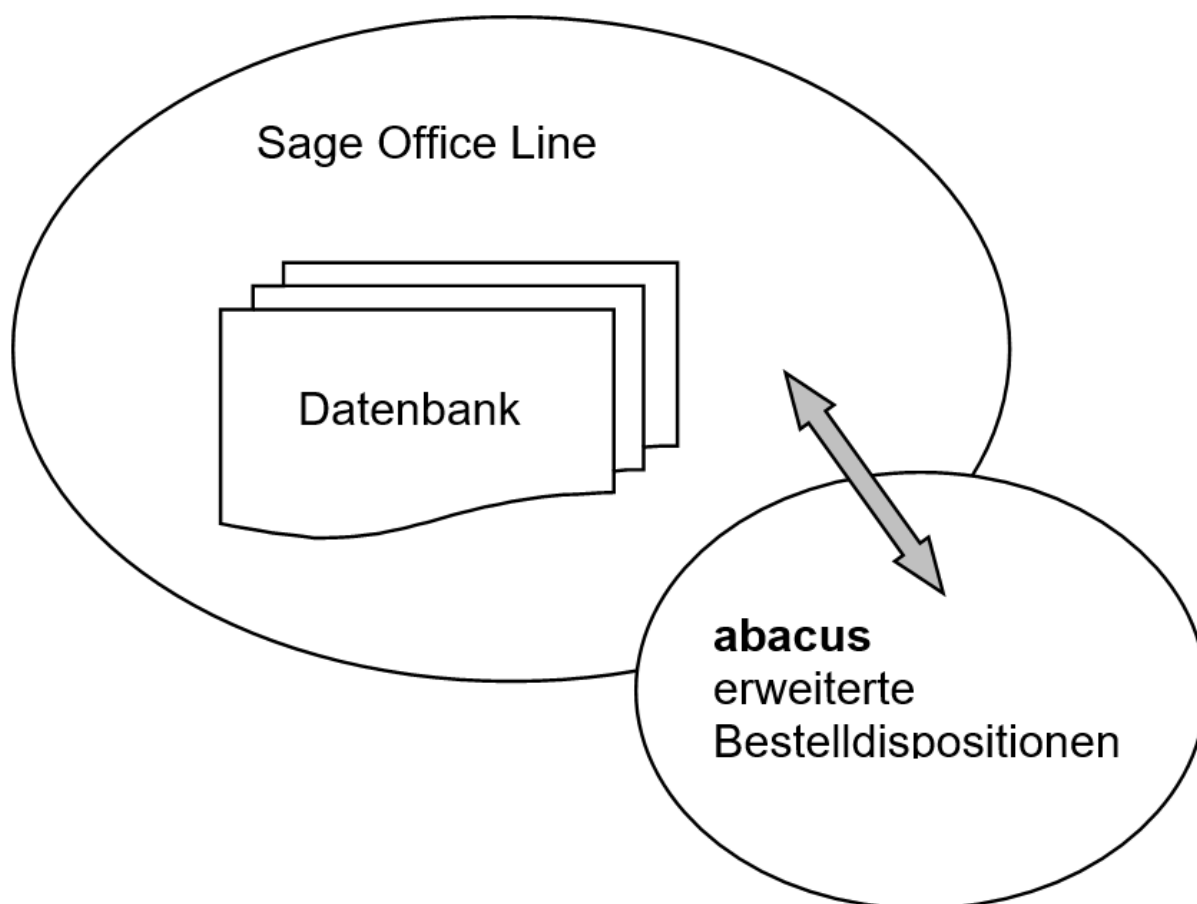 Sage Office Line
Datenbank
abacus
erweiterte
Bestelldispositionen